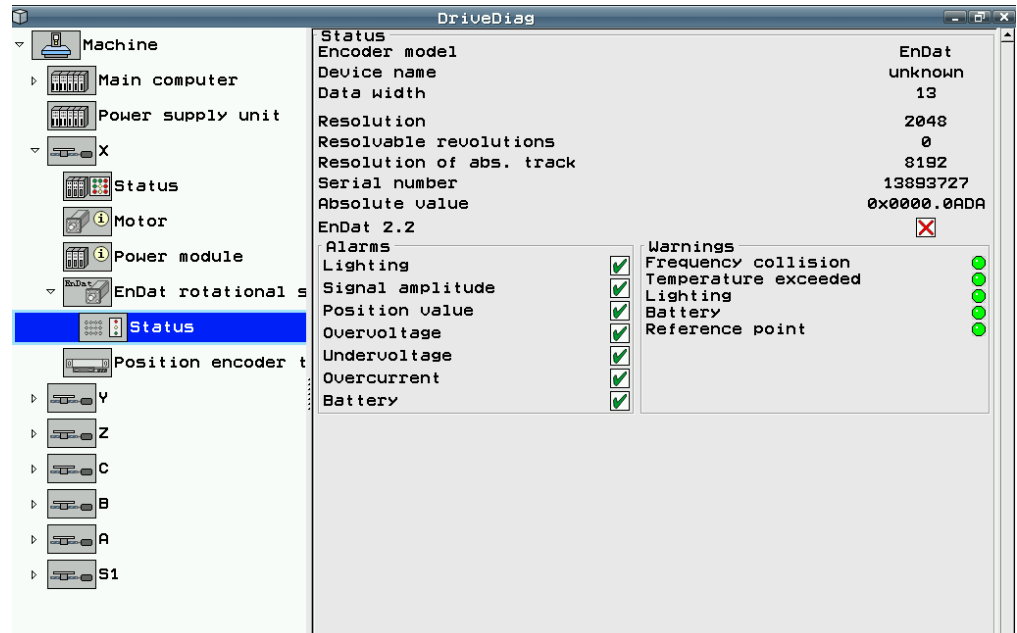 DriveDiag
Machine
Main computer
Power supply unit
X
Status
Motor
Power module
EnDat EnDat rotational s
Status
Position encoder t
Y
Z
C
B
A
S1
Status
Encoder model EnDat
Device name unknown
Data width 13
Resolution 2048
Resolvable revolutions 0
Resolution of abs. track 8192
Serial number 13893727
Absolute value 0x0000.0ADA
EnDat 2.2
Alarms
Lighting
Signal amplitude
Position value
Overvoltage
Undervoltage
Overcurrent
Battery
Warnings
Frequency collision
Temperature exceeded
Lighting
Battery
Reference point